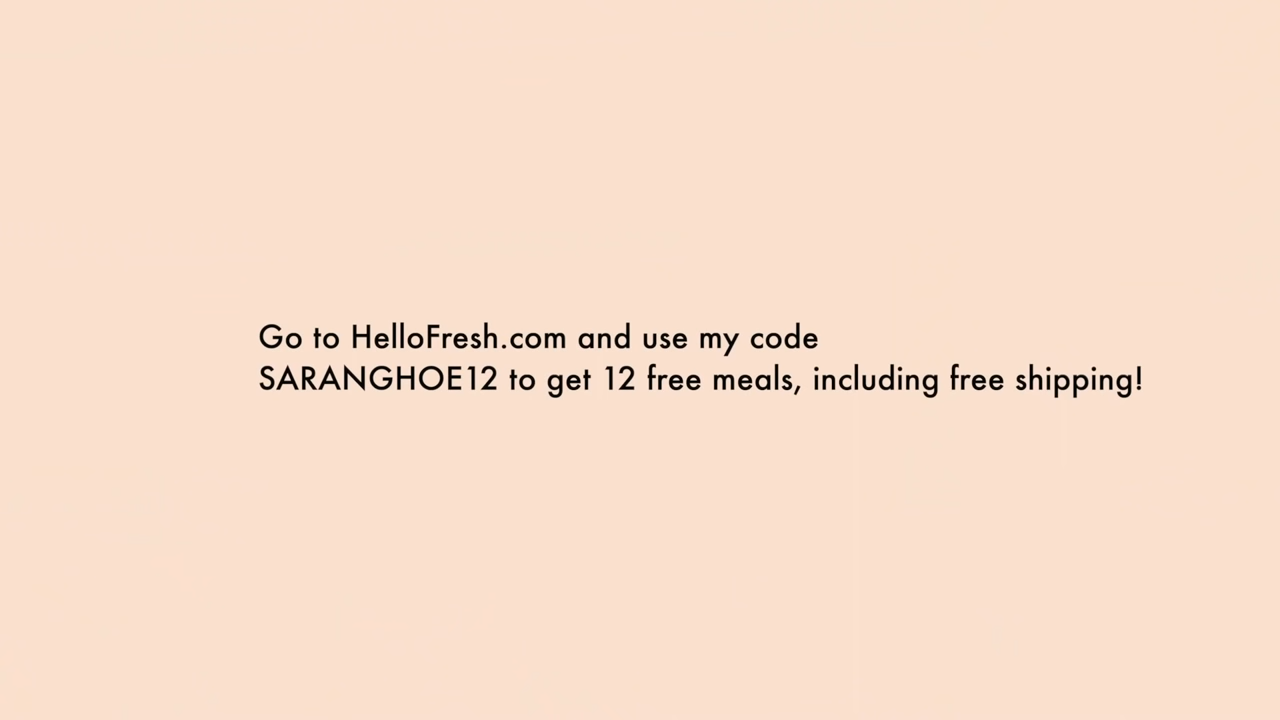 Go to HelloFresh.com and use my code
SARANGHOE12 to get 12 free meals, including free shipping!